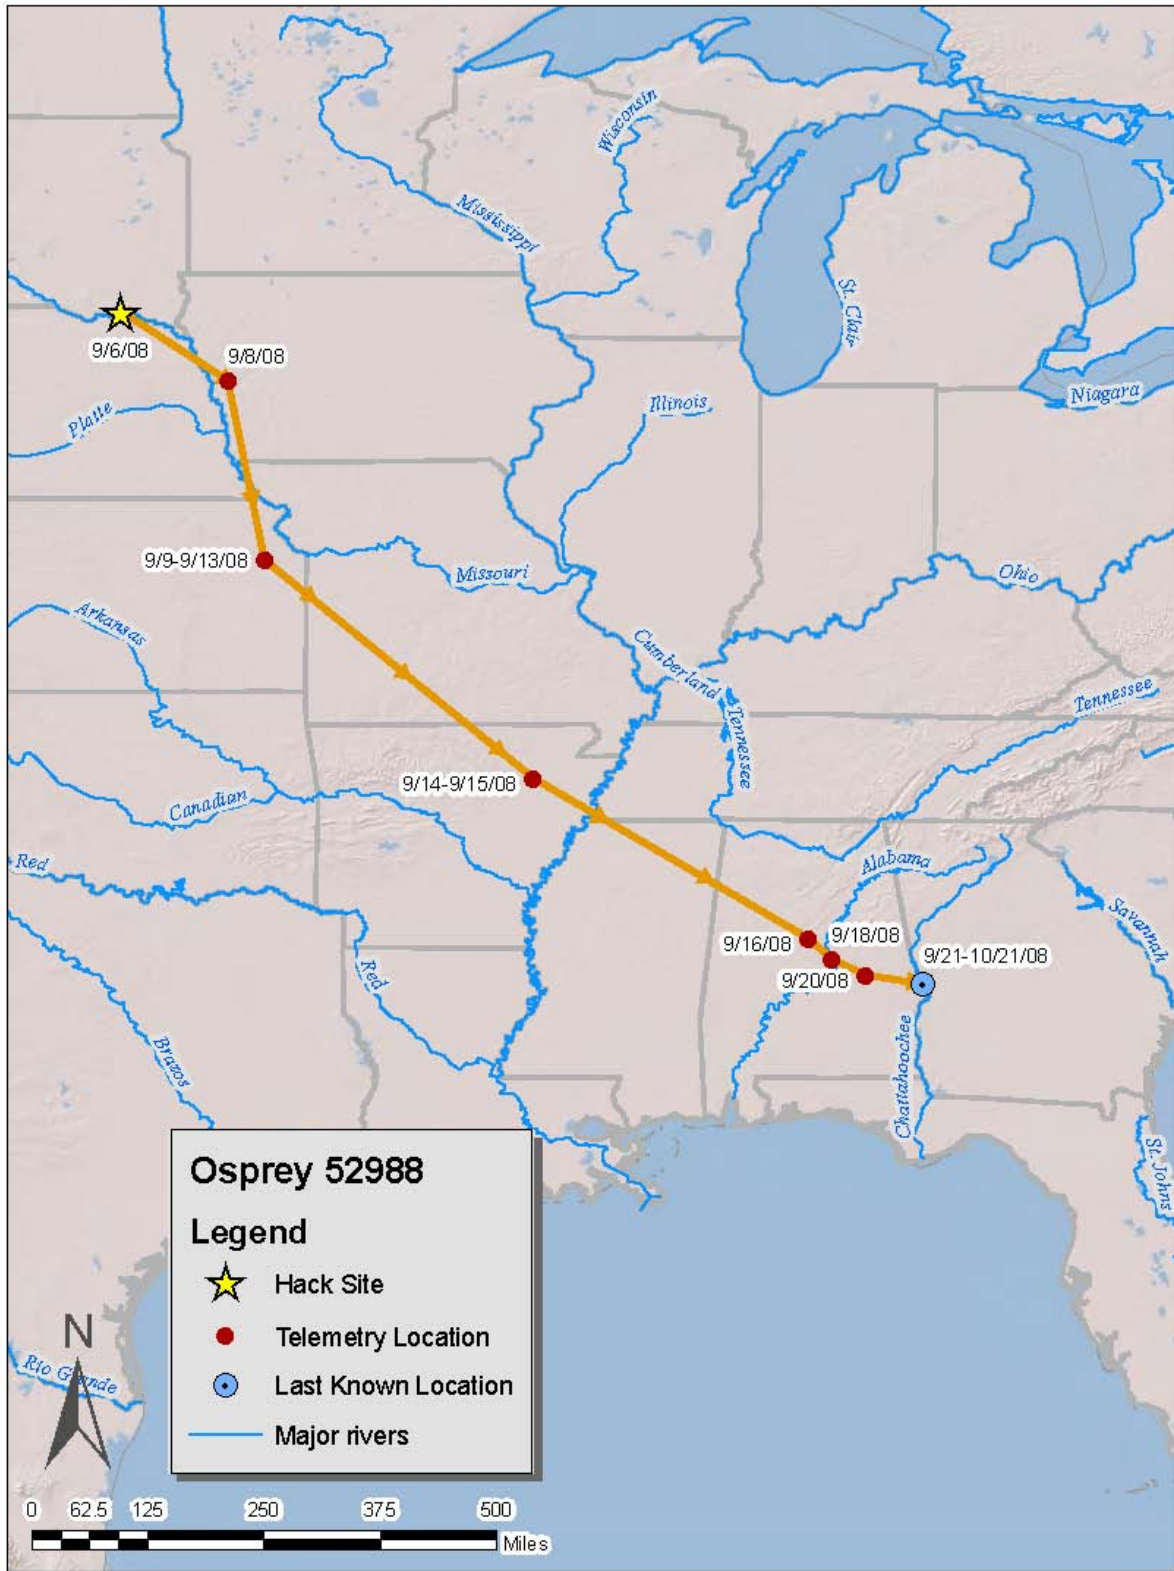 Wisconsin
Mississippi
St. Clair
9/6/08
9/8/08
Niagara
Platte
Illinois
9/9-9/13/08
Missouri
Ohio
Arkansas
Cumberland
Tennessee
Tennessee
9/14-9/15/08
Canadian
Red
Alabama
Savannah
9/16/08
9/18/08
9/20/08
9/21-10/21/08
Red
Brazos
Chattahoochee
St. Johns
Osprey 52988
Legend
Hack Site
Telemetry Location
Last Known Location
Major rivers
N
Rio Grande
0 62.5 125 250 375 500
Miles